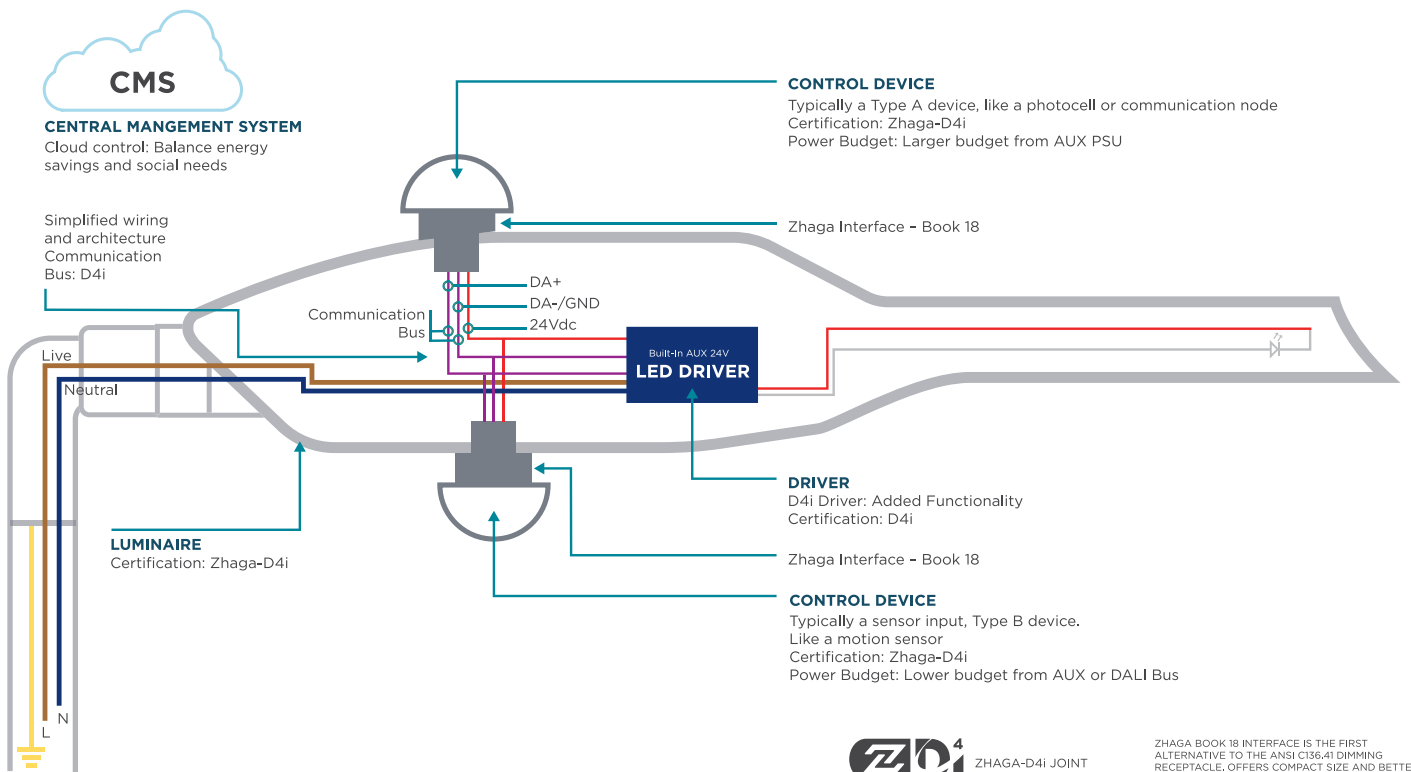 CMS
CENTRAL MANGEMENT SYSTEM
Cloud control: Balance energy
savings and social needs
Simplified wiring
and architecture
Communication
Bus: D4i
CONTROL DEVICE
Typically a Type A device, like a photocell or communication node
Certification: Zhaga-D4i
Power Budget: Larger budget from AUX PSU
Zhaga Interface – Book 18
DA+
DA-/GND
24Vdc
Communication
Bus
Built-In AUX 24V
LED DRIVER
Live
Neutral
DRIVER
D4i Driver: Added Functionality
Certification: D4i
LUMINAIRE
Certification: Zhaga-D4i
Zhaga Interface – Book 18
CONTROL DEVICE
Typically a sensor input, Type B device.
Like a motion sensor
Certification: Zhaga-D4i
Power Budget: Lower budget from AUX or DALI Bus
N
L
ZDi4
ZHAGA-D4i JOINT
ZHAGA BOOK 18 INTERFACE IS THE FIRST
ALTERNATIVE TO THE ANSI C136.41 DIMMING
RECEPTACLE. OFFERS COMPACT SIZE AND BETTE